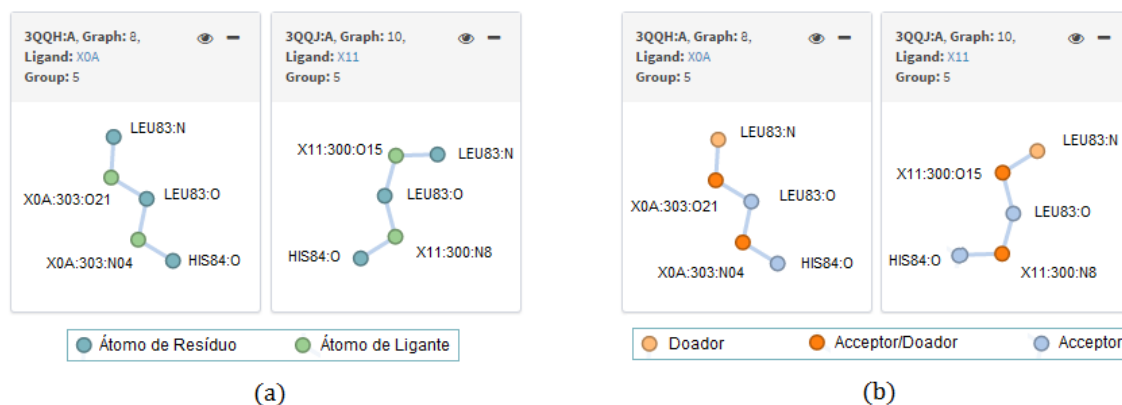 3QQH:A, Graph: 8,
Ligand: X0A
Group: 5
LEU83:N
X0A:303:O21
LEU83:O
X0A:303:N04
HIS84:O
3QQJ:A, Graph: 10,
Ligand: X11
Group: 5
X11:300:O15
LEU83:N
LEU83:O
HIS84:O
X11:300:N8
Átomo de Resíduo
Átomo de Ligante
(a)
3QQH:A, Graph: 8,
Ligand: X0A
Group: 5
LEU83:N
X0A:303:O21
LEU83:O
X0A:303:N04
HIS84:O
3QQJ:A, Graph: 10,
Ligand: X11
Group: 5
LEU83:N
X11:300:O15
LEU83:O
HIS84:O
X11:300:N8
Doador
Acceptor/Doador
Acceptor
(b)